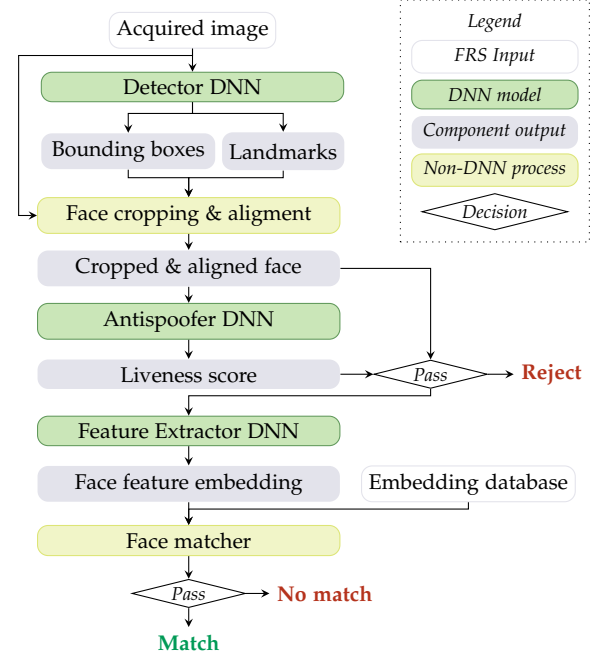 Acquired image
Detector DNN
Bounding boxes
Landmarks
Face cropping & aligment
Cropped & aligned face
Antispoofer DNN
Liveness score
Pass
Reject
Feature Extractor DNN
Face feature embedding
Embedding database
Face matcher
Pass
No match
Match
Legend
FRS Input
DNN model
Component output
Non-DNN process
Decision